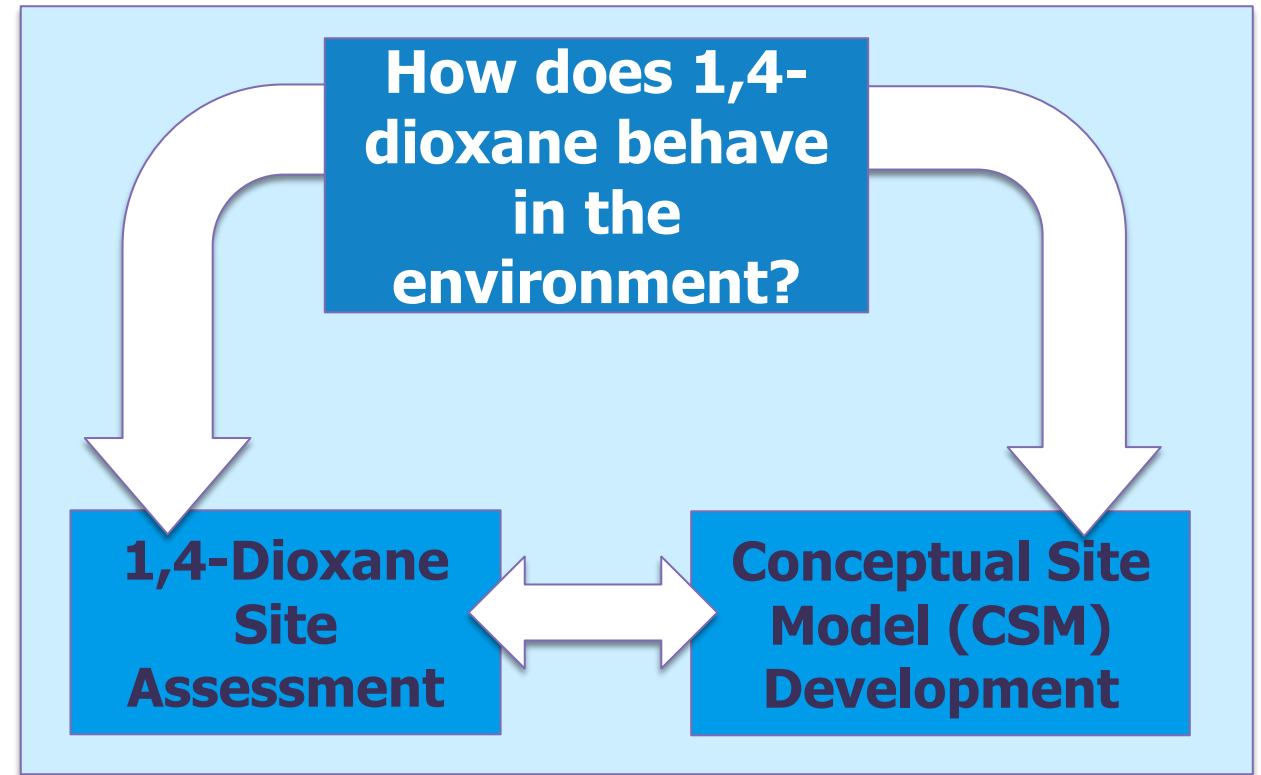 How does 1,4-
dioxane behave
in the
environment?
1,4-Dioxane
Site
Assessment
Conceptual Site
Model (CSM)
Development